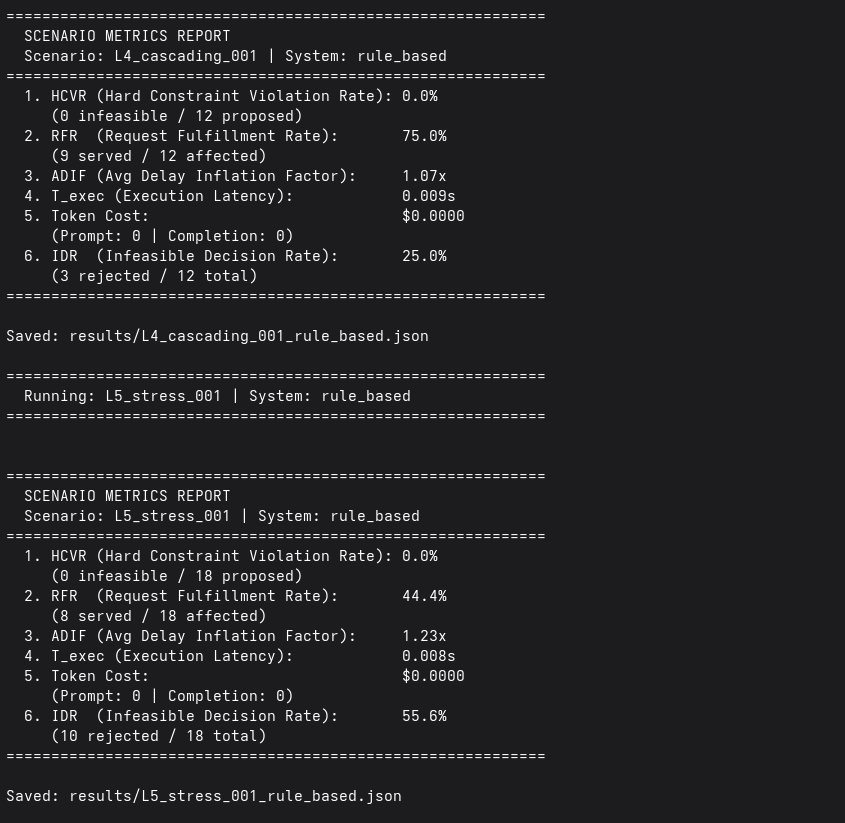 ============================================================
SCENARIO METRICS REPORT
Scenario: L4_cascading_001 | System: rule_based
============================================================
1. HCVR (Hard Constraint Violation Rate): 0.0%
(0 infeasible / 12 proposed)
2. RFR  (Request Fulfillment Rate):       75.0%
(9 served / 12 affected)
3. ADIF (Avg Delay Inflation Factor):     1.07x
4. T_exec (Execution Latency):            0.009s
5. Token Cost:                            $0.0000
(Prompt: 0 | Completion: 0)
6. IDR  (Infeasible Decision Rate):       25.0%
(3 rejected / 12 total)
============================================================
Saved: results/L4_cascading_001_rule_based.json
============================================================
Running: L5_stress_001 | System: rule_based
============================================================
============================================================
SCENARIO METRICS REPORT
Scenario: L5_stress_001 | System: rule_based
============================================================
1. HCVR (Hard Constraint Violation Rate): 0.0%
(0 infeasible / 18 proposed)
2. RFR  (Request Fulfillment Rate):       44.4%
(8 served / 18 affected)
3. ADIF (Avg Delay Inflation Factor):     1.23x
4. T_exec (Execution Latency):            0.008s
5. Token Cost:                            $0.0000
(Prompt: 0 | Completion: 0)
6. IDR  (Infeasible Decision Rate):       55.6%
(10 rejected / 18 total)
============================================================
Saved: results/L5_stress_001_rule_based.json